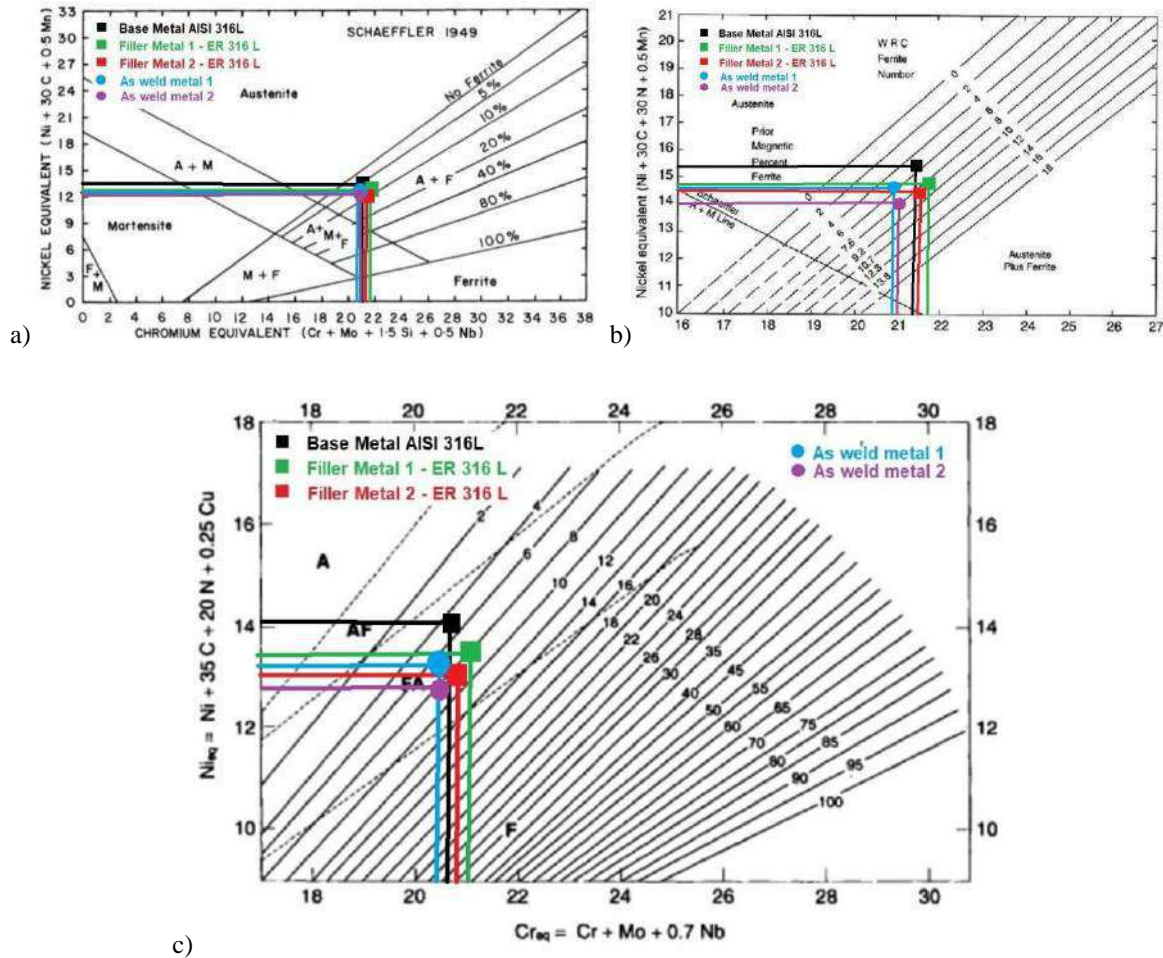 33
30
27
24
21
18
15
12
9
6
3
0
NICKEL EQUIVALENT (Ni + 30 C + 0·5 Mn)
Base Metal AISI 316L
Filler Metal 1 - ER 316 L
Filler Metal 2 - ER 316 L
As weld metal 1
As weld metal 2
SCHAEFFLER 1949
Austenite
No Ferrite
5%
10%
20%
40%
80%
100%
A + M
A + F
Martensite
A+M+F
M + F
F+M
Ferrite
0 2 4 6 8 10 12 14 16 18 20 22 24 26 28 30 32 34 36 38
CHROMIUM EQUIVALENT (Cr + Mo + 1·5 Si + 0·5 Nb)
a)
21
20
19
18
17
16
15
14
13
12
11
10
Nickel equivalent (Ni + 30 C + 30 N + 0.5 Mn)
Base Metal AISI 316L
Filler Metal 1 - ER 316 L
Filler Metal 2 - ER 316 L
As weld metal 1
As weld metal 2
W R C
Ferrite
Number
Austenite
Prior
Magnetic
Percent
Ferrite
Schaeffler
A + M Line
0
2
4
6
7.6
9.2
10.7
12.3
13.8
Austenite
Plus Ferrite
16 17 18 19 20 21 22 23 24 25 26 27
b)
18 20 22 24 26 28 30
18
16
14
12
10
Base Metal AISI 316L
Filler Metal 1 - ER 316 L
Filler Metal 2 - ER 316 L
As weld metal 1
As weld metal 2
A
AF
FA
F
2
4
6
8
10
12
14
16
18
20
22
24
26
28
30
35
40
45
50
55
60
65
70
75
80
85
90
95
100
18
16
14
12
10
Nieq = Ni + 35 C + 20 N + 0.25 Cu
18 20 22 24 26 28 30
Creq = Cr + Mo + 0.7 Nb
c)